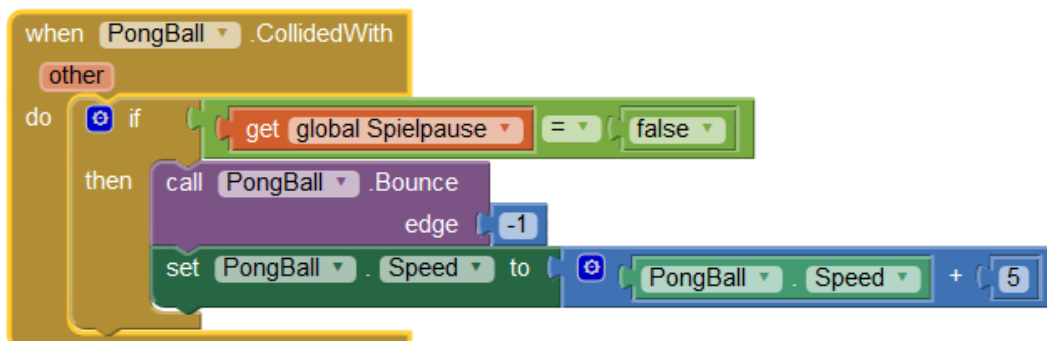 when PongBall .CollidedWith
other
do if get global Spielpause = false
then call PongBall .Bounce
edge -1
set PongBall . Speed to PongBall . Speed + 5